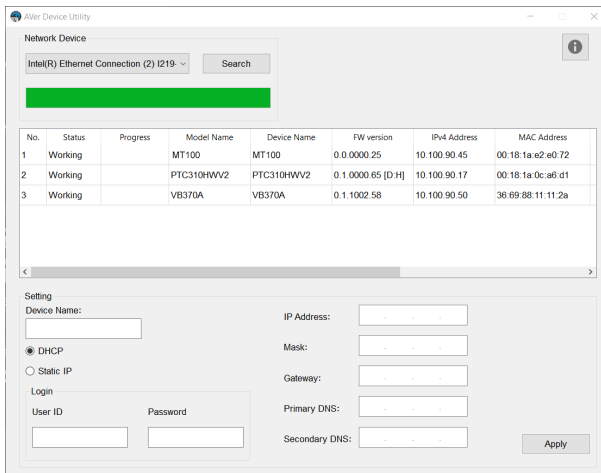 AVer Device Utility
Network Device
Intel(R) Ethernet Connection (2) I219-
Search
No. Status Progress Model Name Device Name FW version IPv4 Address MAC Address
1 Working MT100 MT100 0.0.0000.25 10.100.90.45 00:18:1a:e2:e0:72
2 Working PTC310HWV2 PTC310HWV2 0.1.0000.65 [D:H] 10.100.90.17 00:18:1a:0c:a6:d1
3 Working VB370A VB370A 0.1.1002.58 10.100.90.50 36:69:88:11:11:2a
Setting
Device Name:
DHCP
Static IP
Login
User ID Password
IP Address:
Mask:
Gateway:
Primary DNS:
Secondary DNS:
Apply